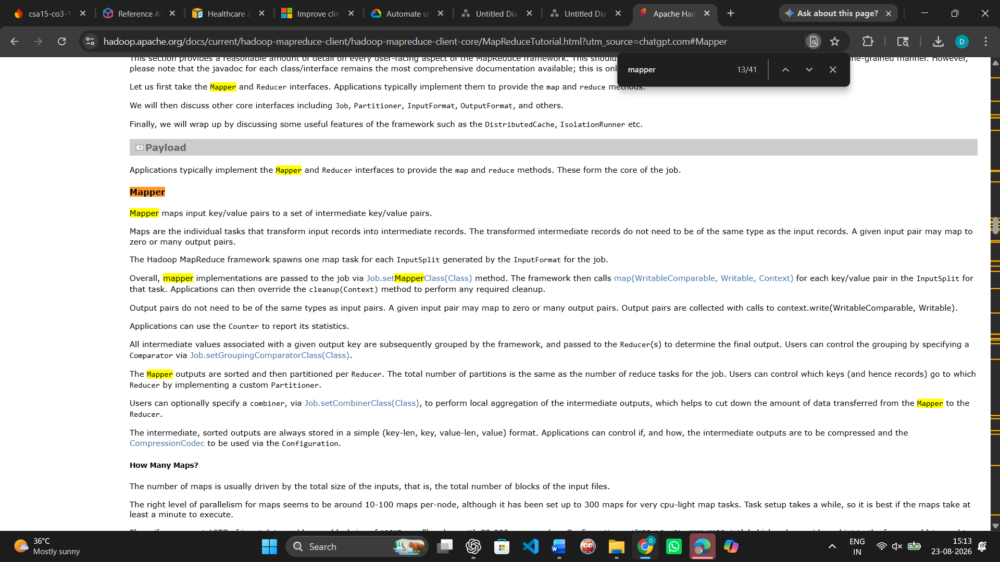 csa15-co3-1
Reference A
Healthcare a
Improve clin
Automate ut
Untitled Dia
Untitled Dia
Apache Had
Ask about this page?
hadoop.apache.org/docs/current/hadoop-mapreduce-client/hadoop-mapreduce-client-core/MapReduceTutorial.html?utm_source=chatgpt.com#Mapper
D
mapper 13/41
This section provides a reasonable amount of detail on every user-facing aspect of the MapReduce framework. This should ne-grained manner. However,
please note that the javadoc for each class/interface remains the most comprehensive documentation available; this is onl
Let us first take the Mapper and Reducer interfaces. Applications typically implement them to provide the map and reduce methods.
We will then discuss other core interfaces including Job, Partitioner, InputFormat, OutputFormat, and others.
Finally, we will wrap up by discussing some useful features of the framework such as the DistributedCache, IsolationRunner etc.
Payload
Applications typically implement the Mapper and Reducer interfaces to provide the map and reduce methods. These form the core of the job.
Mapper
Mapper maps input key/value pairs to a set of intermediate key/value pairs.
Maps are the individual tasks that transform input records into intermediate records. The transformed intermediate records do not need to be of the same type as the input records. A given input pair may map to
zero or many output pairs.
The Hadoop MapReduce framework spawns one map task for each InputSplit generated by the InputFormat for the job.
Overall, mapper implementations are passed to the job via Job.setMapperClass(Class) method. The framework then calls map(WritableComparable, Writable, Context) for each key/value pair in the InputSplit for
that task. Applications can then override the cleanup(Context) method to perform any required cleanup.
Output pairs do not need to be of the same types as input pairs. A given input pair may map to zero or many output pairs. Output pairs are collected with calls to context.write(WritableComparable, Writable).
Applications can use the Counter to report its statistics.
All intermediate values associated with a given output key are subsequently grouped by the framework, and passed to the Reducer(s) to determine the final output. Users can control the grouping by specifying a
Comparator via Job.setGroupingComparatorClass(Class).
The Mapper outputs are sorted and then partitioned per Reducer. The total number of partitions is the same as the number of reduce tasks for the job. Users can control which keys (and hence records) go to which
Reducer by implementing a custom Partitioner.
Users can optionally specify a combiner, via Job.setCombinerClass(Class), to perform local aggregation of the intermediate outputs, which helps to cut down the amount of data transferred from the Mapper to the
Reducer.
The intermediate, sorted outputs are always stored in a simple (key-len, key, value-len, value) format. Applications can control if, and how, the intermediate outputs are to be compressed and the
CompressionCodec to be used via the Configuration.
How Many Maps?
The number of maps is usually driven by the total size of the inputs, that is, the total number of blocks of the input files.
The right level of parallelism for maps seems to be around 10-100 maps per-node, although it has been set up to 300 maps for very cpu-light map tasks. Task setup takes a while, so it is best if the maps take at
least a minute to execute.
36°C
Mostly sunny
Search
D
ENG
IN
15:13
23-08-2026